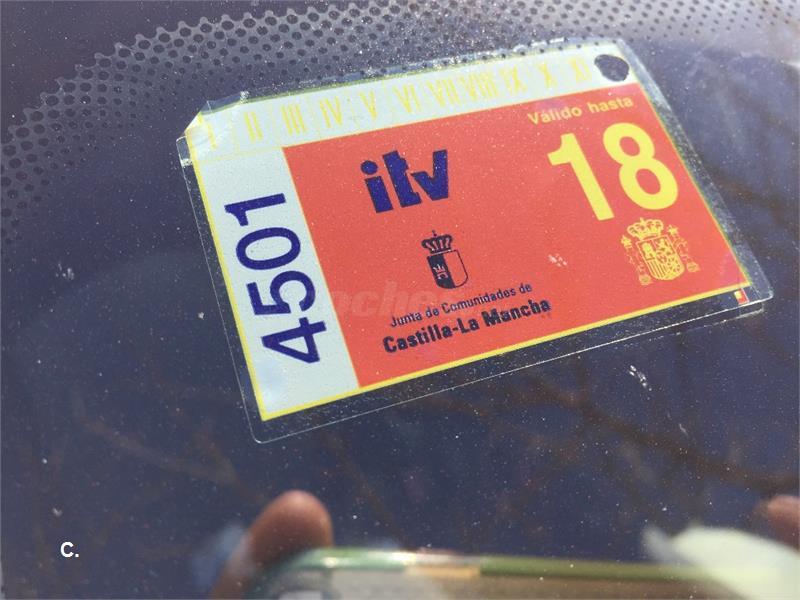 I II III IV V VI VII VIII IX X XI
Válido hasta
18
itv
4501
Junta de Comunidades de
Castilla-La Mancha
C.